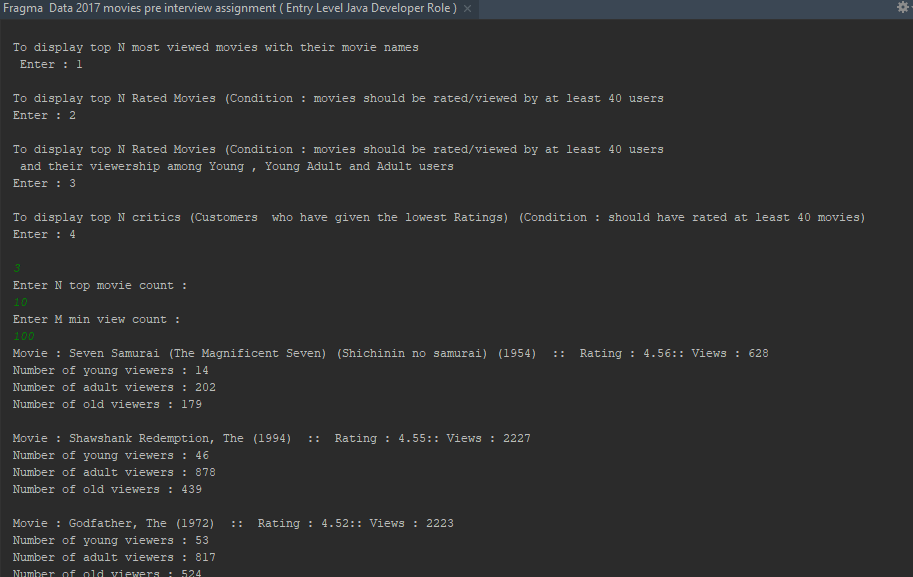 Fragma Data 2017 movies pre interview assignment ( Entry Level Java Developer Role )
To display top N most viewed movies with their movie names
Enter : 1
To display top N Rated Movies (Condition : movies should be rated/viewed by at least 40 users
Enter : 2
To display top N Rated Movies (Condition : movies should be rated/viewed by at least 40 users
and their viewership among Young , Young Adult and Adult users
Enter : 3
To display top N critics (Customers  who have given the lowest Ratings) (Condition : should have rated at least 40 movies)
Enter : 4
3
Enter N top movie count :
10
Enter M min view count :
100
Movie : Seven Samurai (The Magnificent Seven) (Shichinin no samurai) (1954)  ::  Rating : 4.56:: Views : 628
Number of young viewers : 14
Number of adult viewers : 202
Number of old viewers : 179
Movie : Shawshank Redemption, The (1994)  ::  Rating : 4.55:: Views : 2227
Number of young viewers : 46
Number of adult viewers : 878
Number of old viewers : 439
Movie : Godfather, The (1972)  ::  Rating : 4.52:: Views : 2223
Number of young viewers : 53
Number of adult viewers : 817
Number of old viewers : 524